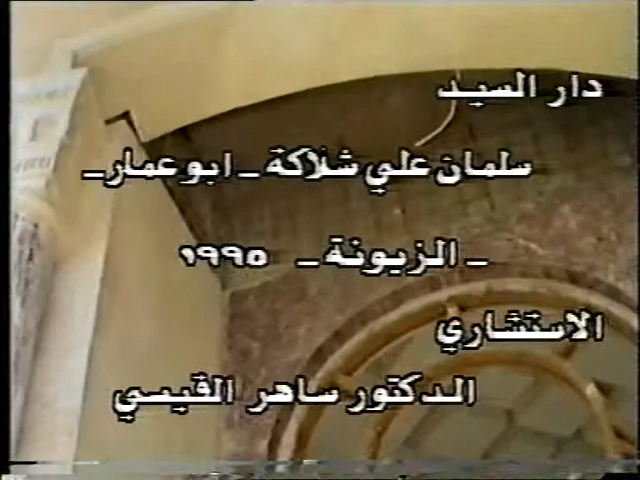 دار السيد
سلمان علي شلاكة - ابو عمار -
- الزيونة - ١٩٩٥
الاستشاري
الدكتور ساهر القيسي